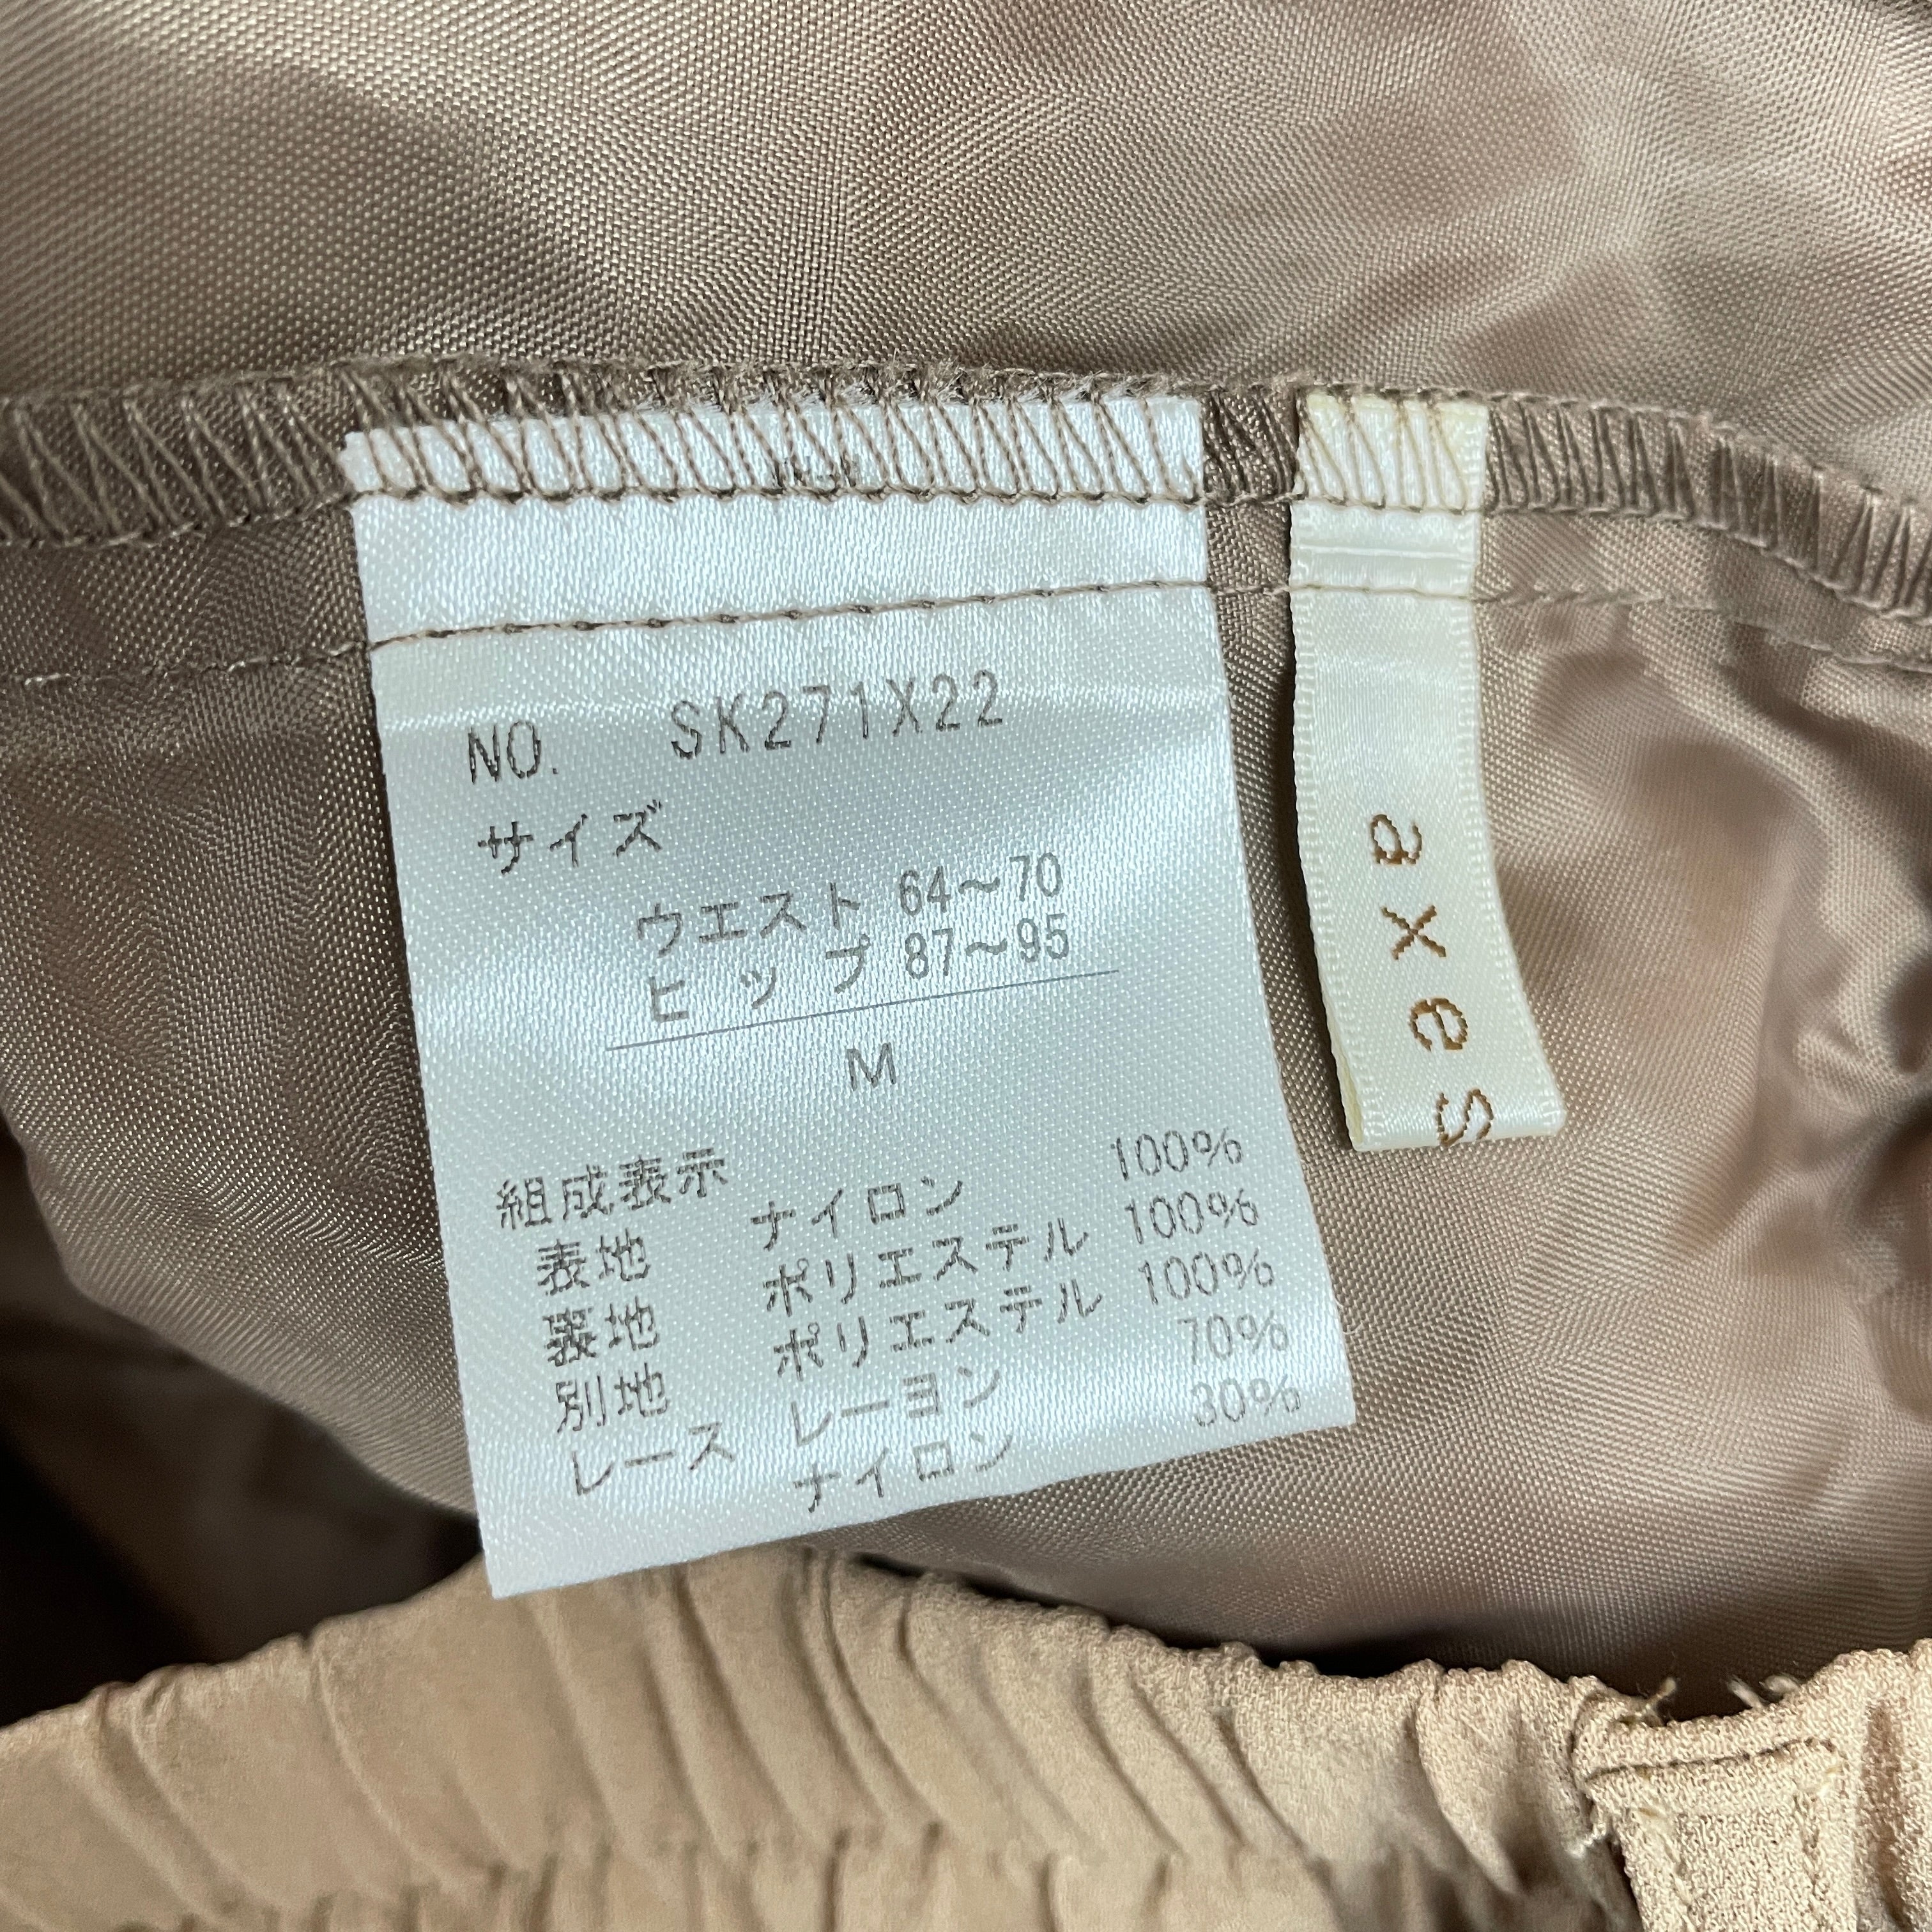 NO. SK271X22
サイズ
ウエスト 64～70
ヒップ 87～95
M
組成表示
表地 ナイロン 100%
裏地 ポリエステル 100%
別地 ポリエステル 100%
レース レーヨン 70%
ナイロン 30%
axes